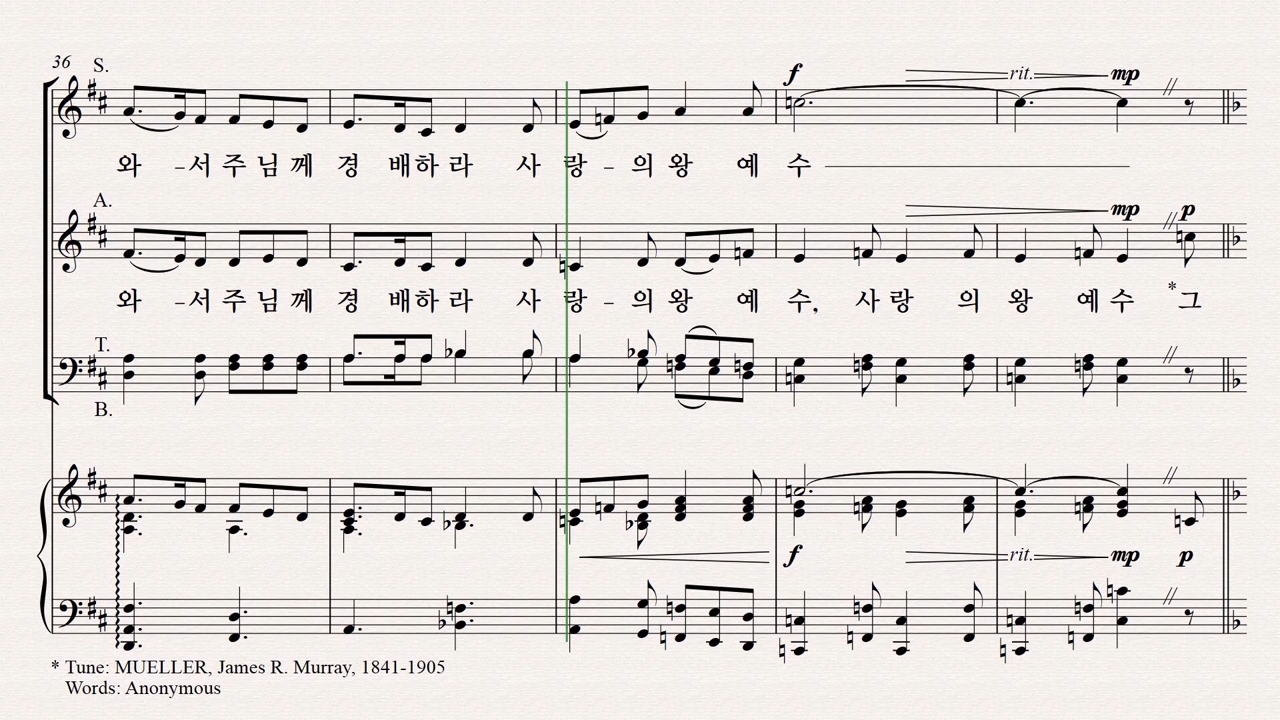 36
S.
f rit. mp
와 -서 주 님 께 경 배하 라 사 랑 - 의 왕 예 수
A.
mp p
와 -서 주 님 께 경 배하 라 사 랑 - 의 왕 예 수, 사 랑 의 왕 예 수 *그
T.
B.
f rit. mp p
* Tune: MUELLER, James R. Murray, 1841-1905
Words: Anonymous